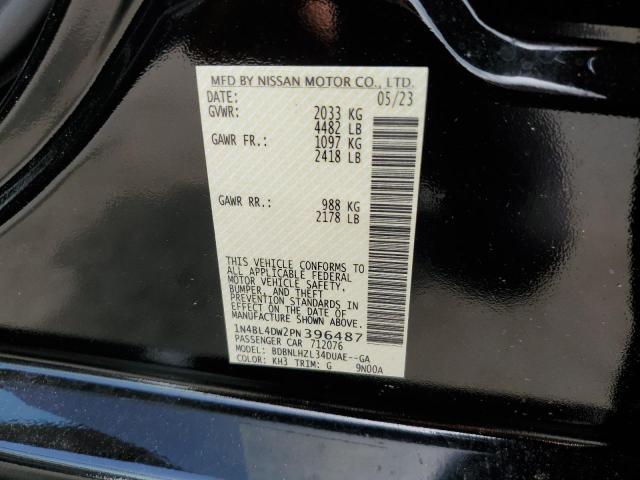 MFD BY NISSAN MOTOR CO., LTD.
DATE: 05/23
GVWR: 2033 KG
4482 LB
GAWR FR.: 1097 KG
2418 LB
GAWR RR.: 988 KG
2178 LB
THIS VEHICLE CONFORMS TO
ALL APPLICABLE FEDERAL
MOTOR VEHICLE SAFETY,
BUMPER, AND THEFT
PREVENTION STANDARDS IN
EFFECT ON THE DATE OF
MANUFACTURE SHOWN ABOVE.
1N4BL4DW2PN396487
PASSENGER CAR 712076
MODEL: BDBNLHZL34DUAE--GA
COLOR: KH3 TRIM: G 9N00A